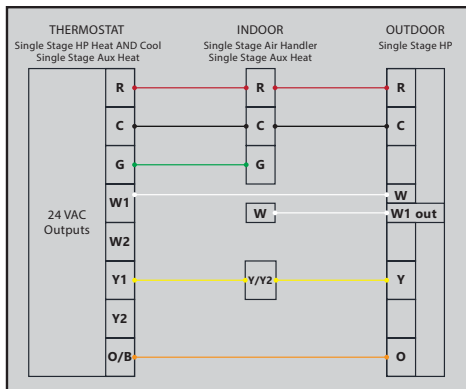 THERMOSTAT
Single Stage HP Heat AND Cool
Single Stage Aux Heat
INDOOR
Single Stage Air Handler
Single Stage Aux Heat
OUTDOOR
Single Stage HP
R R R
C C C
G G
W1 W
W W1 out
24 VAC
Outputs
W2
Y1 Y/Y2 Y
Y2
O/B O